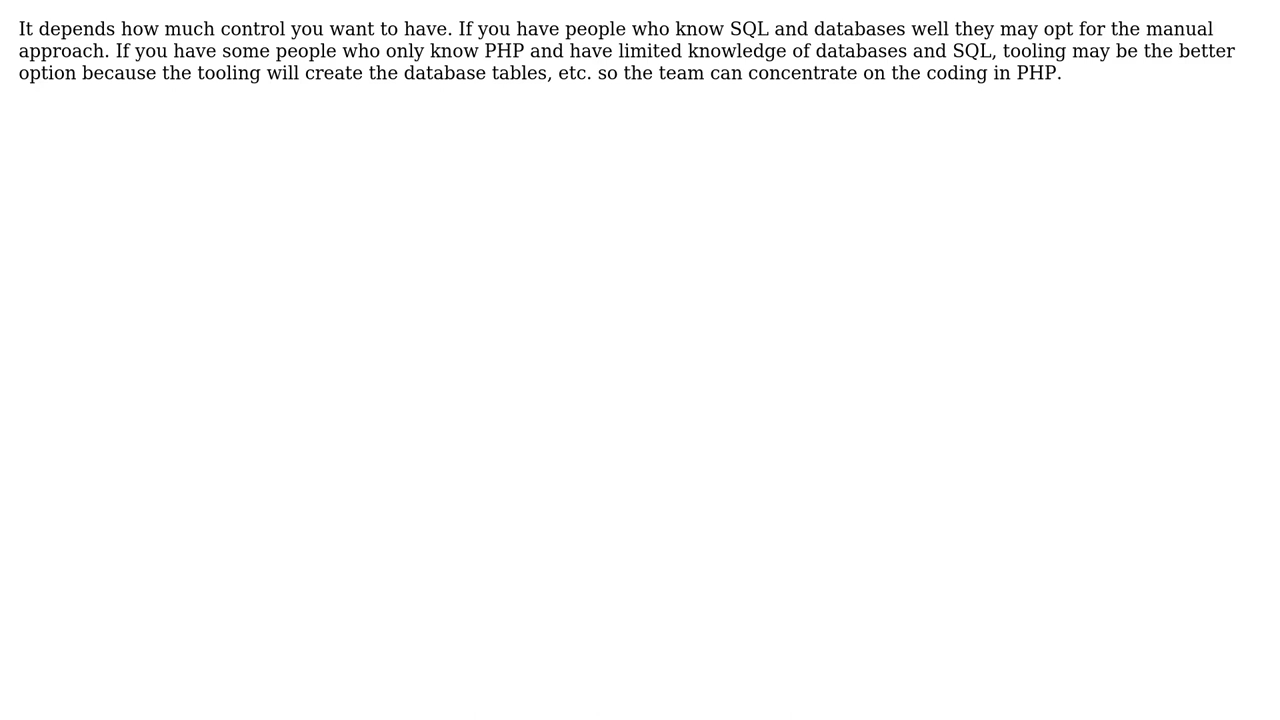 It depends how much control you want to have. If you have people who know SQL and databases well they may opt for the manual
approach. If you have some people who only know PHP and have limited knowledge of databases and SQL, tooling may be the better
option because the tooling will create the database tables, etc. so the team can concentrate on the coding in PHP.